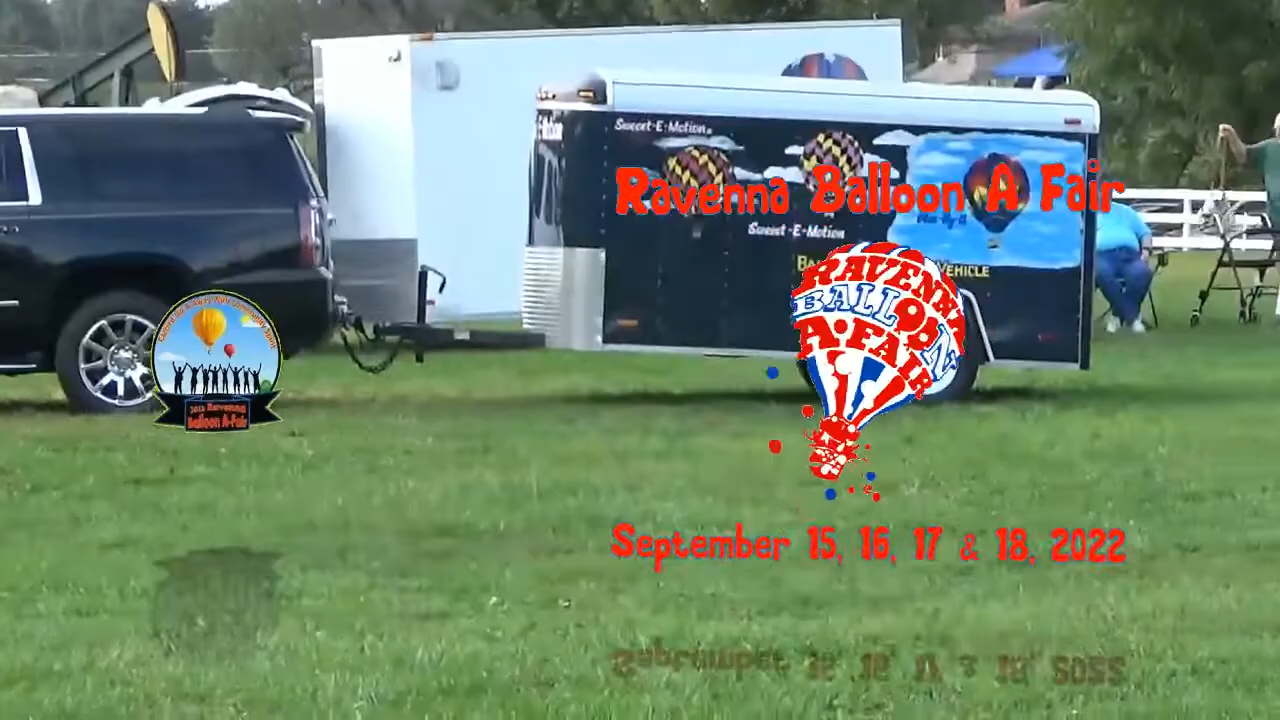 Sweet-E-Motion
Ravenna Balloon A Fair
Sweet-E-Motion
VEHICLE
RAVENNA
BALLOON
A•FAIR
2022 Ravenna
Balloon A-Fair
September 15, 16, 17 & 18, 2022